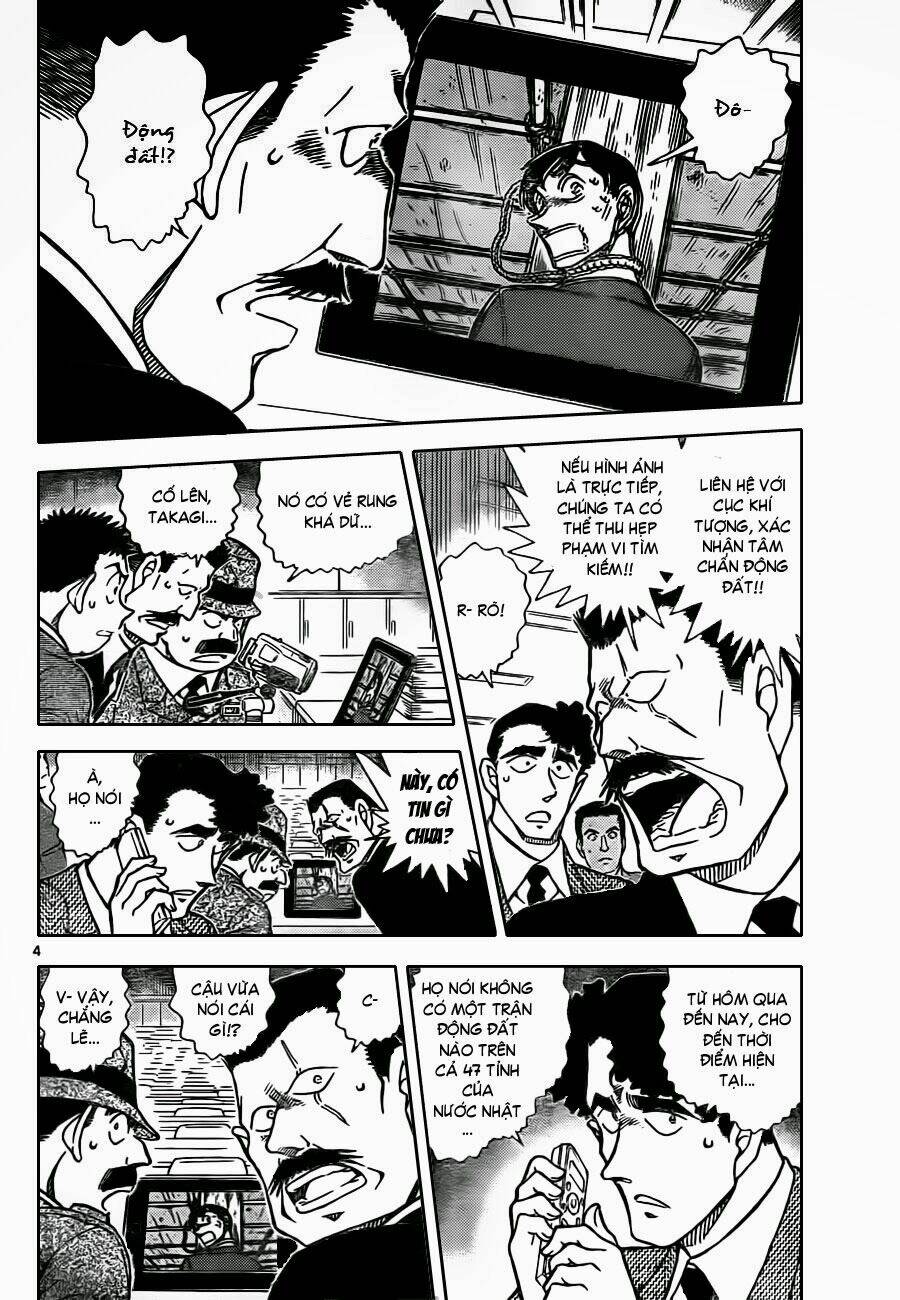 Đô-
Động
đất!?
LIÊN HỆ VỚI
CỤC KHÍ
TƯỢNG, XÁC
NHẬN TÂM
CHẤN ĐỘNG
ĐẤT!!
NẾU HÌNH ẢNH
LÀ TRỰC TIẾP,
CHÚNG TA CÓ
THỂ THU HẸP
PHẠM VI TÌM
KIẾM!!
R- RÕ!
NÓ CÓ VẺ RUNG
KHÁ DỮ...
CỐ LÊN,
TAKAGI...
NÀY, CÓ
TIN GÌ
CHƯA?
À,
HỌ NÓI
...
4
TỪ HÔM QUA
ĐẾN NAY, CHO
ĐẾN THỜI
ĐIỂM HIỆN
TẠI...
HỌ NÓI KHÔNG
CÓ MỘT TRẬN
ĐỘNG ĐẤT
NÀO TRÊN
CẢ 47 TỈNH
CỦA
NƯỚC NHẬT
...
C-
CẬU VỪA
NÓI CÁI
GÌ!?
V- VẬY,
CHẲNG
LẼ...